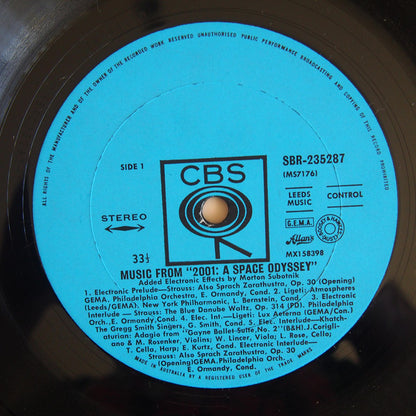 ALL RIGHTS OF THE MANUFACTURER AND OF THE OWNER OF THE RECORDED WORK RESERVED UNAUTHORISED PUBLIC PERFORMANCE BROADCASTING AND COPYING OF THIS RECORD PROHIBITED
CBS
SIDE 1
SBR-235287
(MS7176)
LEEDS MUSIC
CONTROL
STEREO
G.E.M.A.
Allan's
BOOSEY & HAWKES
33⅓
MX158398
MUSIC FROM "2001: A SPACE ODYSSEY"
Added Electronic Effects by Morton Subotnik
1. Electronic Prelude—Strauss: Also Sprach Zarathustra, Op. 30 (Opening)
GEMA. Philadelphia Orchestra, E. Ormandy, Cond. 2. Ligeti: Atmospheres
(Leeds/GEMA). New York Philharmonic, L. Bernstein, Cond. 3. Electronic
Interlude — Strauss: The Blue Danube Waltz, Op. 314 (PD). Philadelphia
Orch., E. Ormandy, Cond. 4. Elec. Int.—Ligeti: Lux Aeterna (GEMA/Con.)
The Gregg Smith Singers, G. Smith, Cond. 5. Elec. Interlude — Khatch-
aturian: Adagio from "Gayne Ballet-Suite, No. 2" (B&H). J. Corigli-
ano & M. Rosenker, Violins; W. Lincer, Viola; L. Rose, Cello;
T. Cella, Harp; E. Kurtz, Cond. Electronic Interlude—
Strauss: Also Sprach Zarathustra, Op. 30
(Opening) GEMA. Philadelphia Orch.,
E. Ormandy, Cond.
MADE IN AUSTRALIA BY A REGISTERED USER OF THE TRADE MARKS